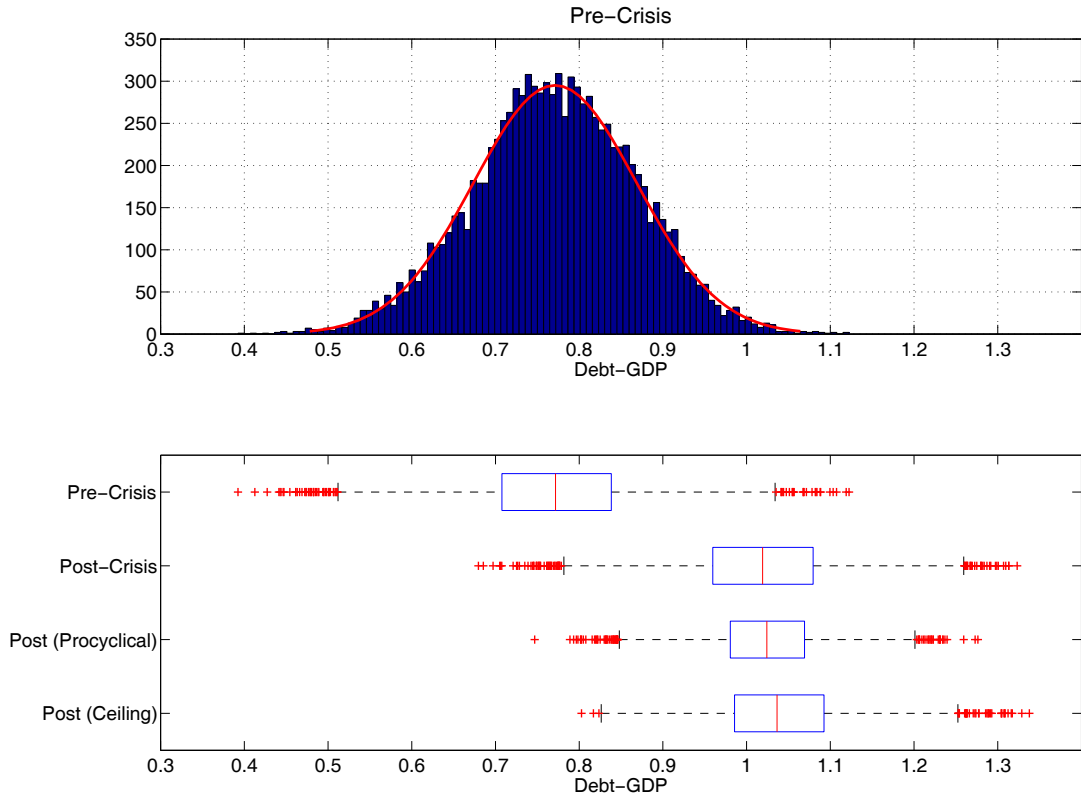 Pre−Crisis
350
300
250
200
150
100
50
0
0.3 0.4 0.5 0.6 0.7 0.8 0.9 1 1.1 1.2 1.3
Debt−GDP
Pre−Crisis
Post−Crisis
Post (Procyclical)
Post (Ceiling)
0.3 0.4 0.5 0.6 0.7 0.8 0.9 1 1.1 1.2 1.3
Debt−GDP